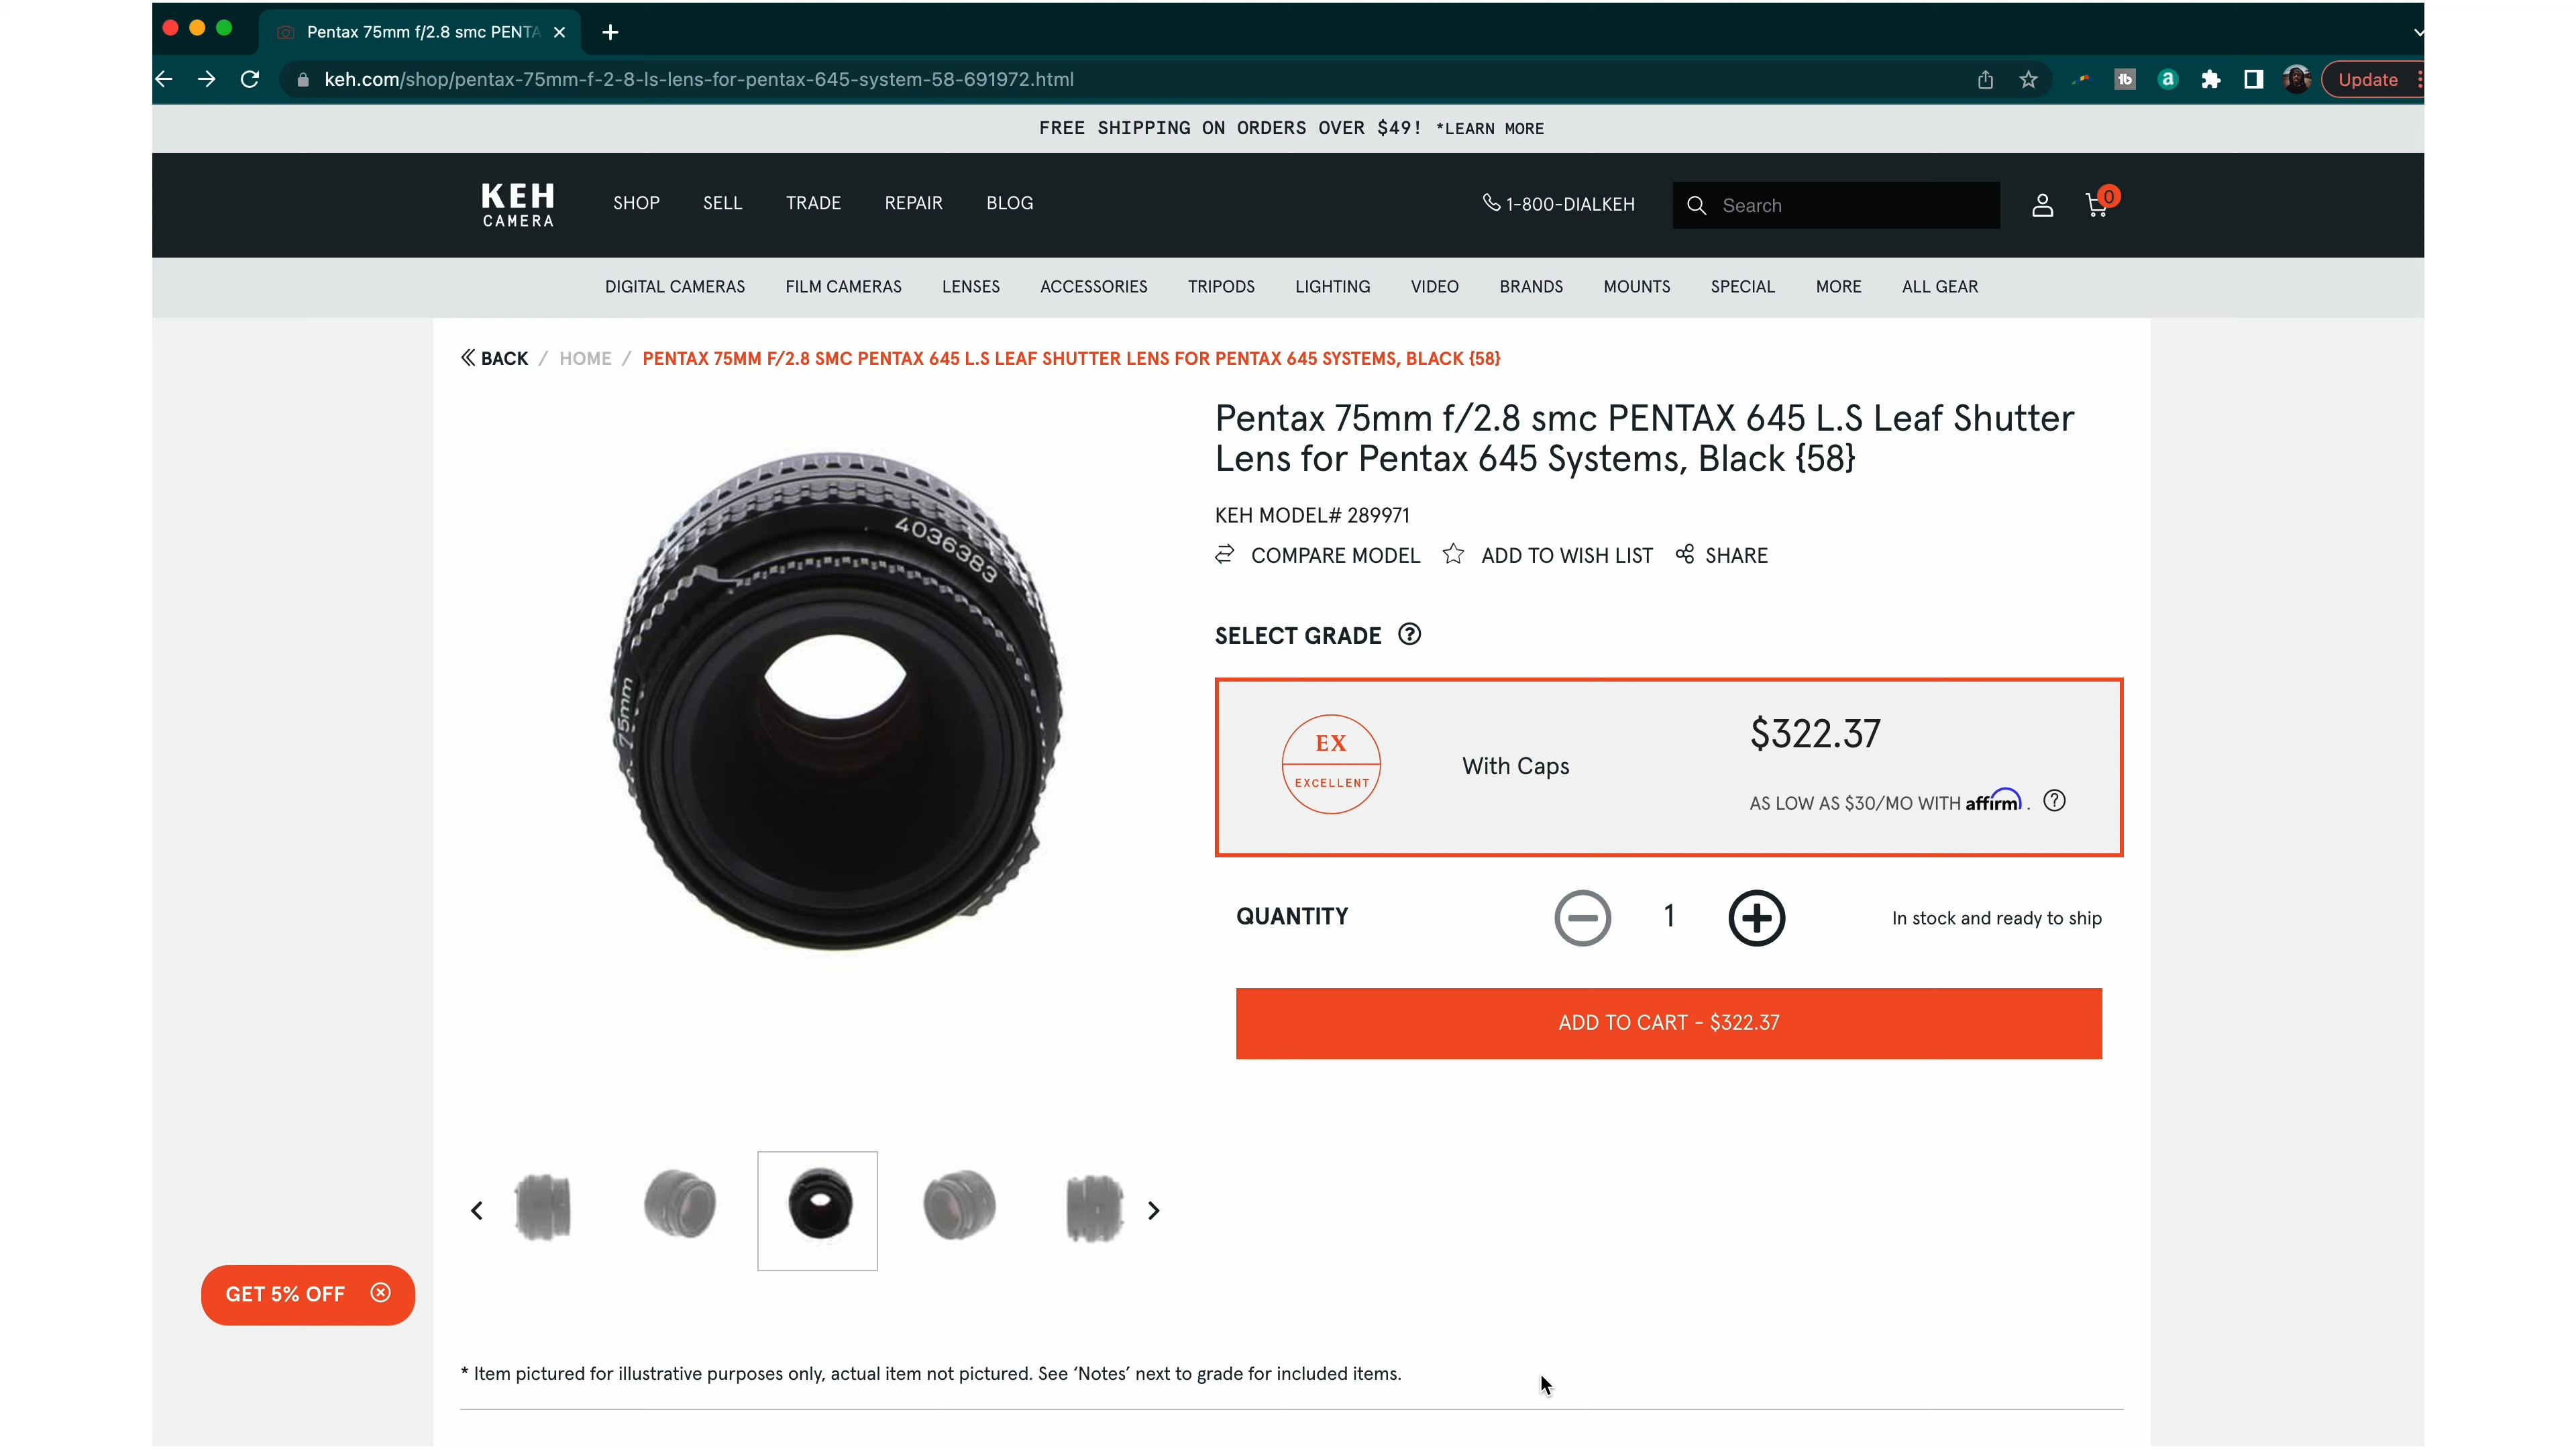 Pentax 75mm f/2.8 smc PENTA
keh.com/shop/pentax-75mm-f-2-8-ls-lens-for-pentax-645-system-58-691972.html
Update
FREE SHIPPING ON ORDERS OVER $49! *LEARN MORE
KEH
CAMERA
SHOP SELL TRADE REPAIR BLOG
1-800-DIALKEH
Search
0
DIGITAL CAMERAS FILM CAMERAS LENSES ACCESSORIES TRIPODS LIGHTING VIDEO BRANDS MOUNTS SPECIAL MORE ALL GEAR
BACK / HOME / PENTAX 75MM F/2.8 SMC PENTAX 645 L.S LEAF SHUTTER LENS FOR PENTAX 645 SYSTEMS, BLACK {58}
4036383
75mm
Pentax 75mm f/2.8 smc PENTAX 645 L.S Leaf Shutter
Lens for Pentax 645 Systems, Black {58}
KEH MODEL# 289971
COMPARE MODEL ADD TO WISH LIST SHARE
SELECT GRADE ?
EX
EXCELLENT
With Caps
$322.37
AS LOW AS $30/MO WITH affirm . ?
QUANTITY 1 In stock and ready to ship
ADD TO CART - $322.37
GET 5% OFF
* Item pictured for illustrative purposes only, actual item not pictured. See ‘Notes’ next to grade for included items.